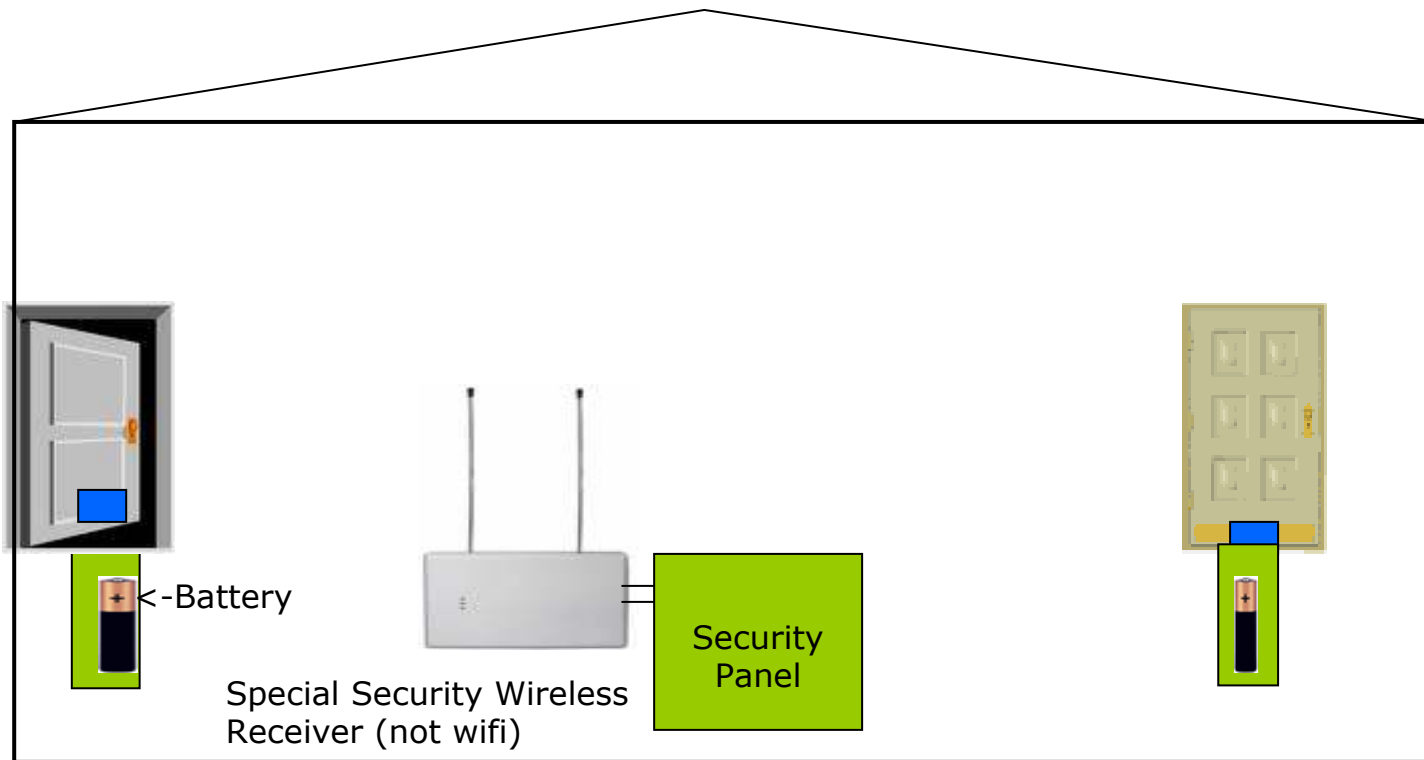 <-Battery
Security
Panel
Special Security Wireless
Receiver (not wifi)
+
+